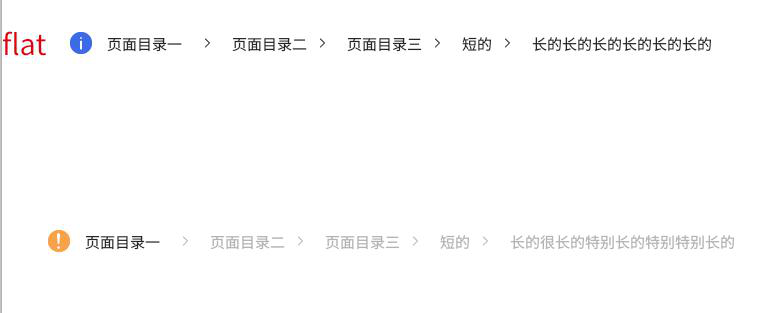 flat 页面目录一 > 页面目录二 > 页面目录三 > 短的 > 长的长的长的长的长的长的
页面目录一 > 页面目录二 > 页面目录三 > 短的 > 长的很长的特别长的特别特别长的